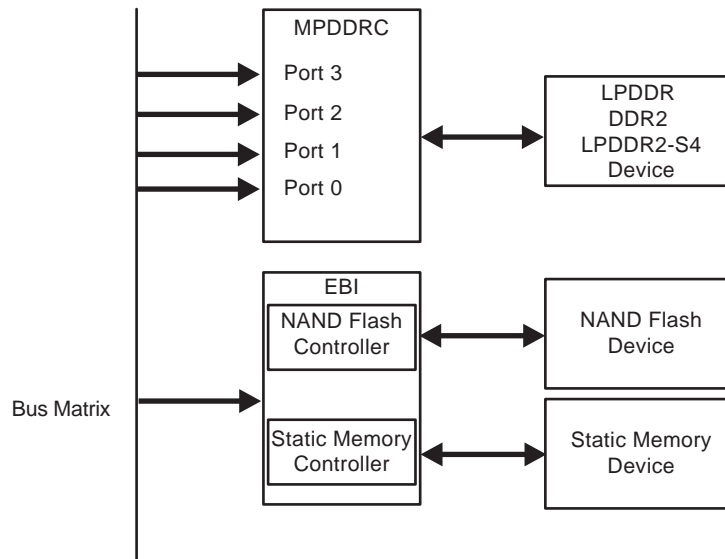 MPDDRC
Port 3
Port 2
Port 1
Port 0
LPDDR
DDR2
LPDDR2-S4
Device
EBI
NAND Flash
Controller
NAND Flash
Device
Bus Matrix
Static Memory
Controller
Static Memory
Device